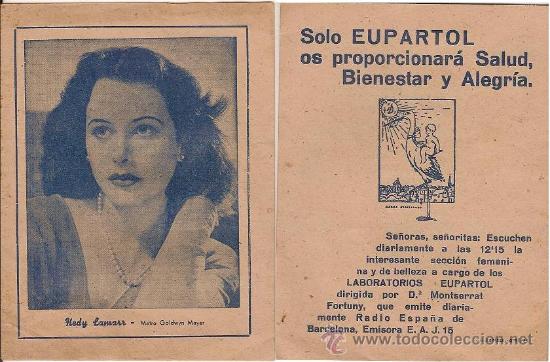 Hedy Lamarr - Metro Goldwyn Mayer
Solo EUPARTOL
os proporcionará Salud,
Bienestar y Alegría.
Señoras, señoritas: Escuchen
diariamente a las 12'15 la
interesante sección femeni-
na y de belleza a cargo de los
LABORATORIOS EUPARTOL
dirigida por D.ª Montserrat
Fortuny, que emite diaria-
mente Radio España de
Barcelona, Emisora E. A. J. 15
todocoleccion.net